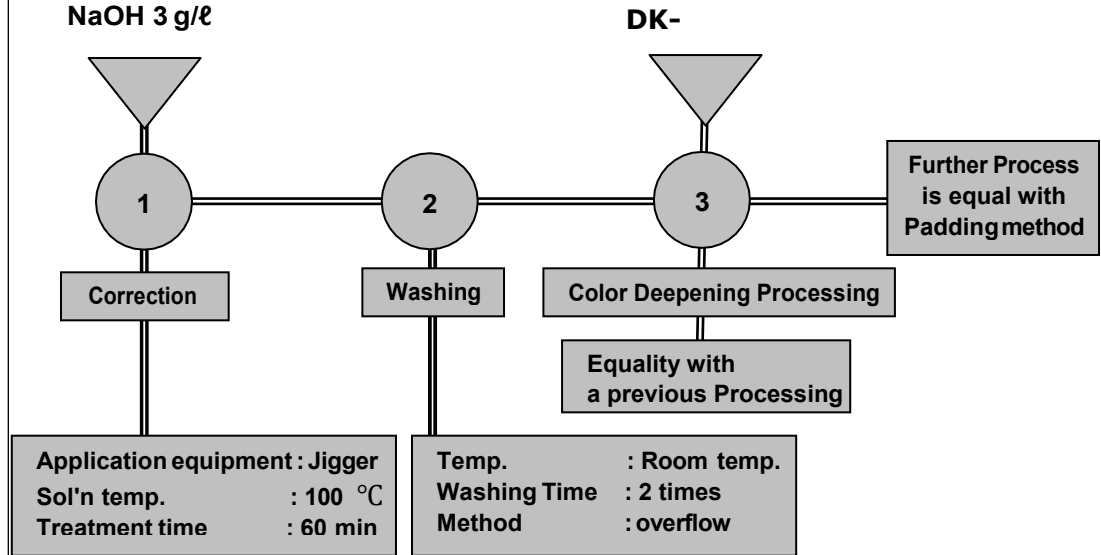 NaOH 3 g/ℓ
DK-
1
2
3
Further Process
is equal with
Padding method
Correction
Washing
Color Deepening Processing
Equality with
a previous Processing
Application equipment : Jigger
Sol'n temp. : 100 ℃
Treatment time : 60 min
Temp. : Room temp.
Washing Time : 2 times
Method : overflow